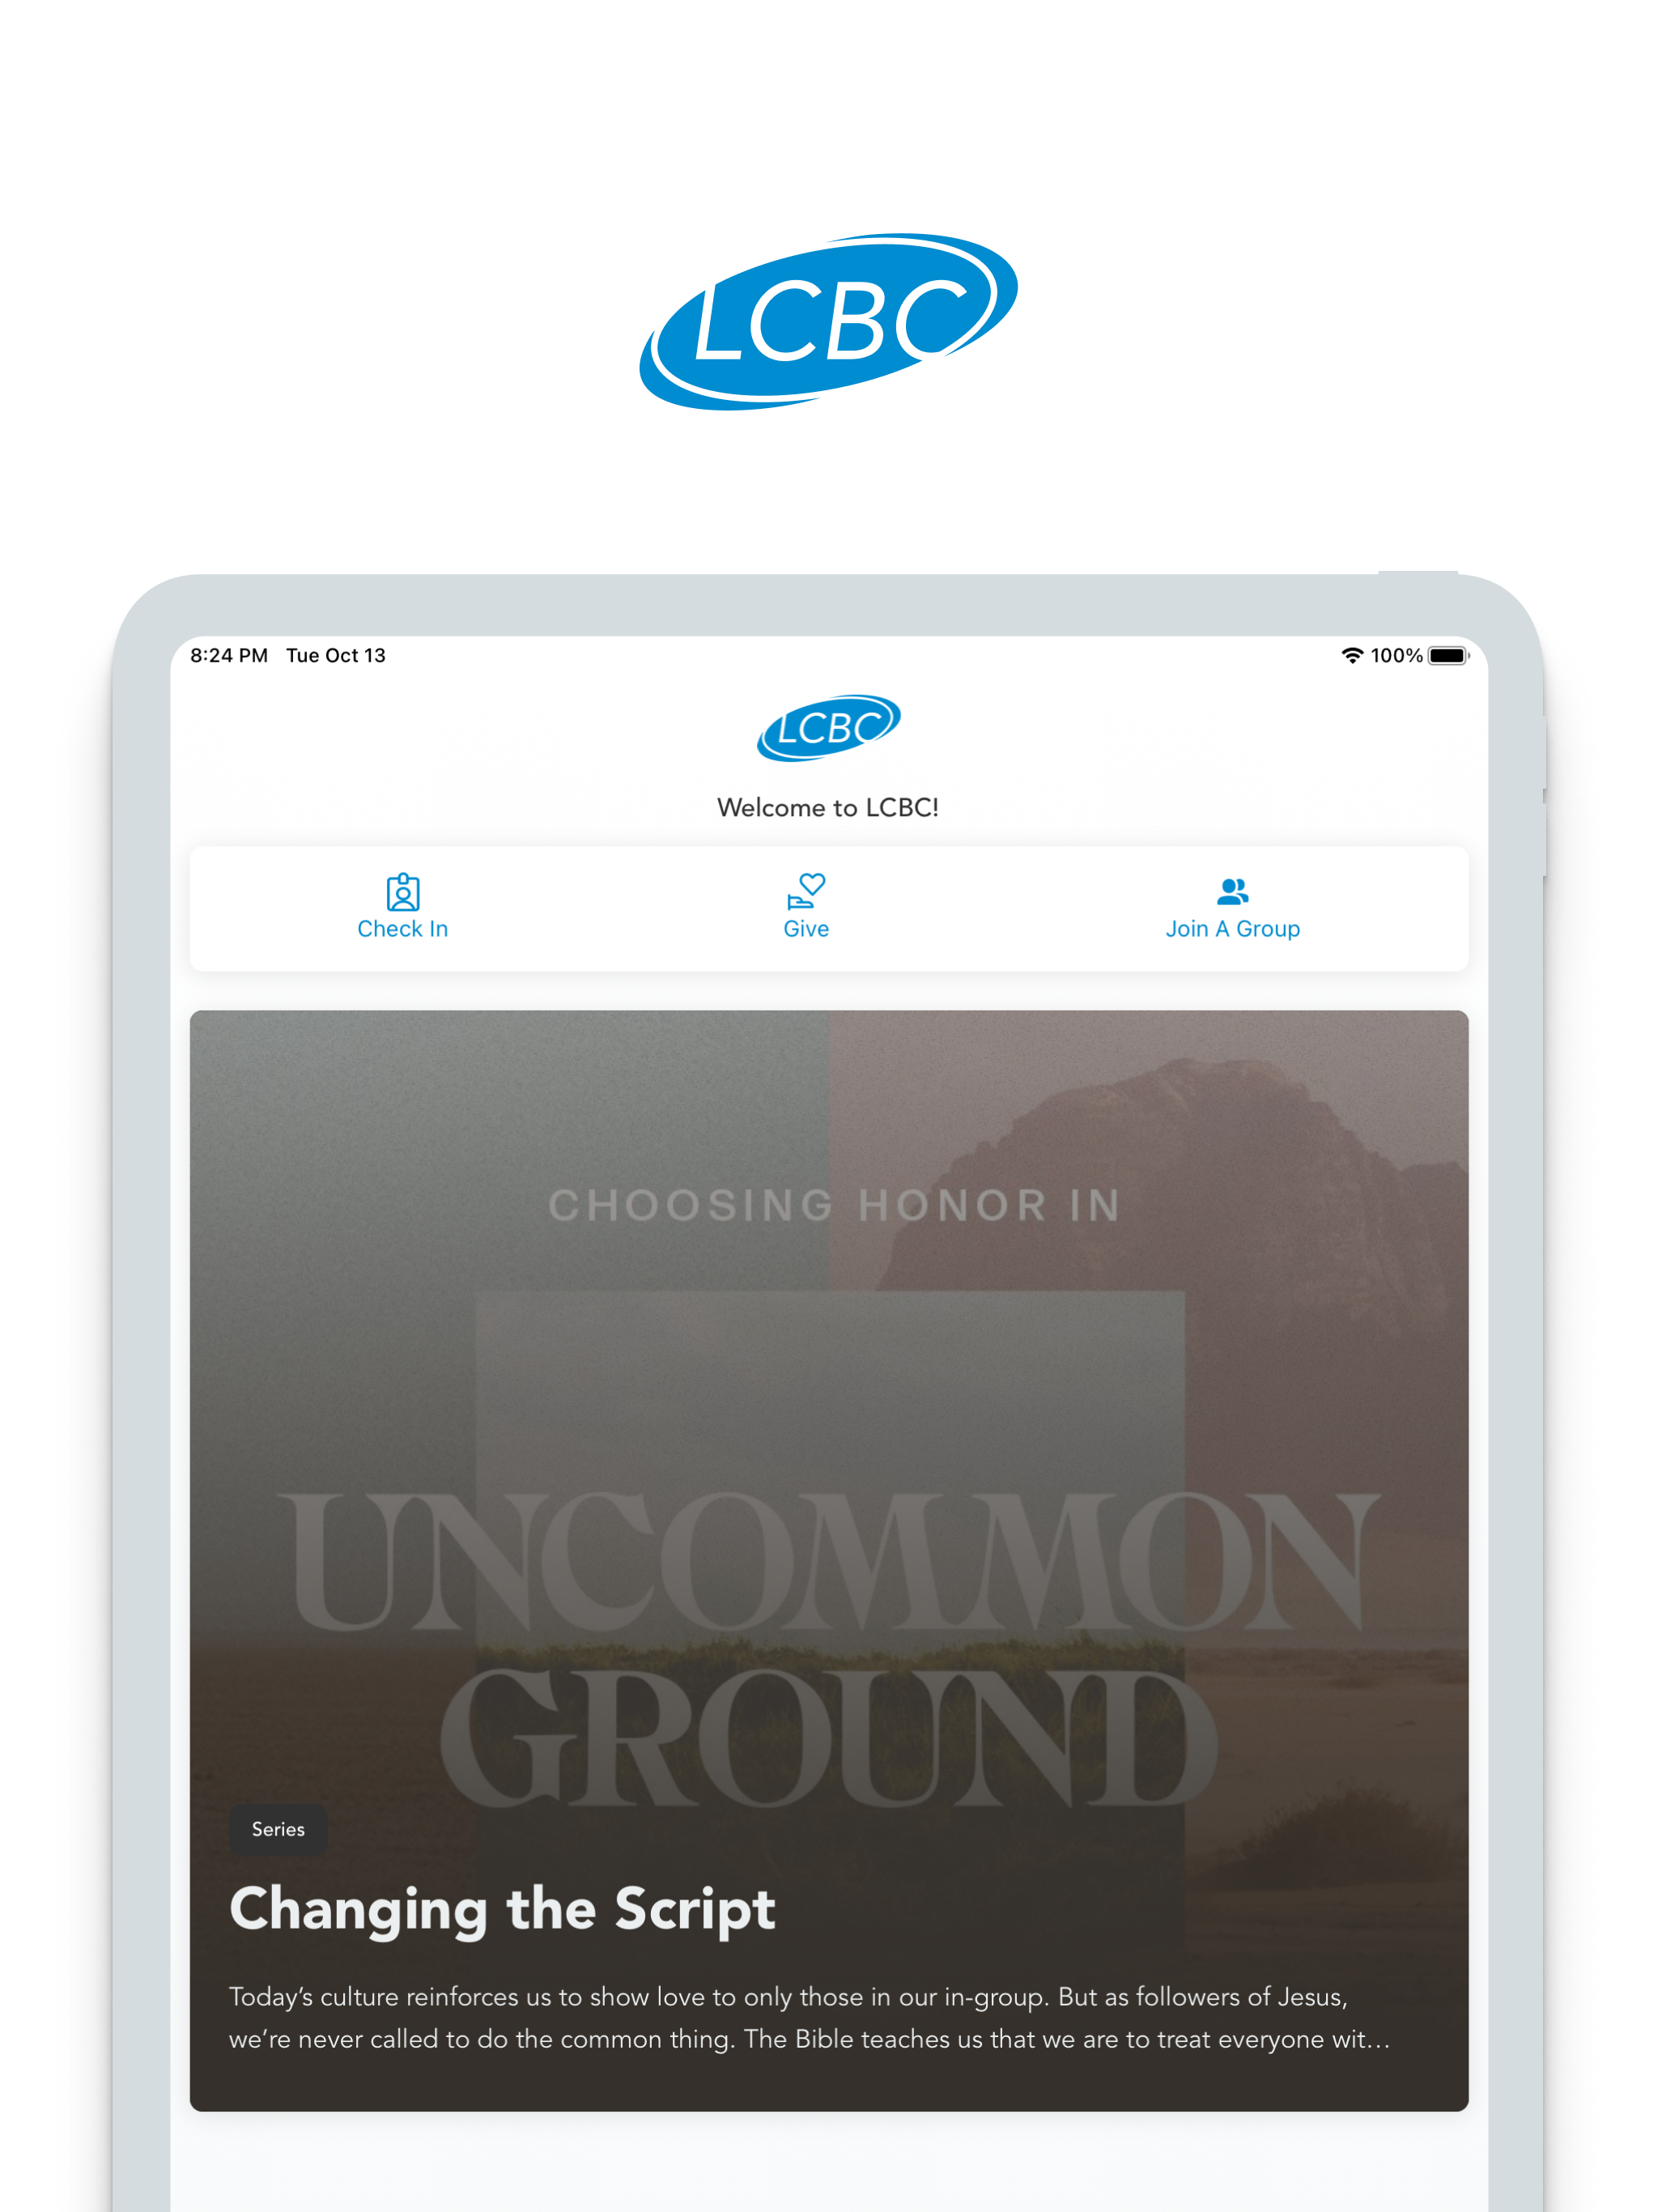 LCBC
8:24 PM Tue Oct 13 100%
LCBC
Welcome to LCBC!
Check In Give Join A Group
CHOOSING HONOR IN
UNCOMMON
GROUND
Series
Changing the Script
Today’s culture reinforces us to show love to only those in our in-group. But as followers of Jesus,
we’re never called to do the common thing. The Bible teaches us that we are to treat everyone wit...